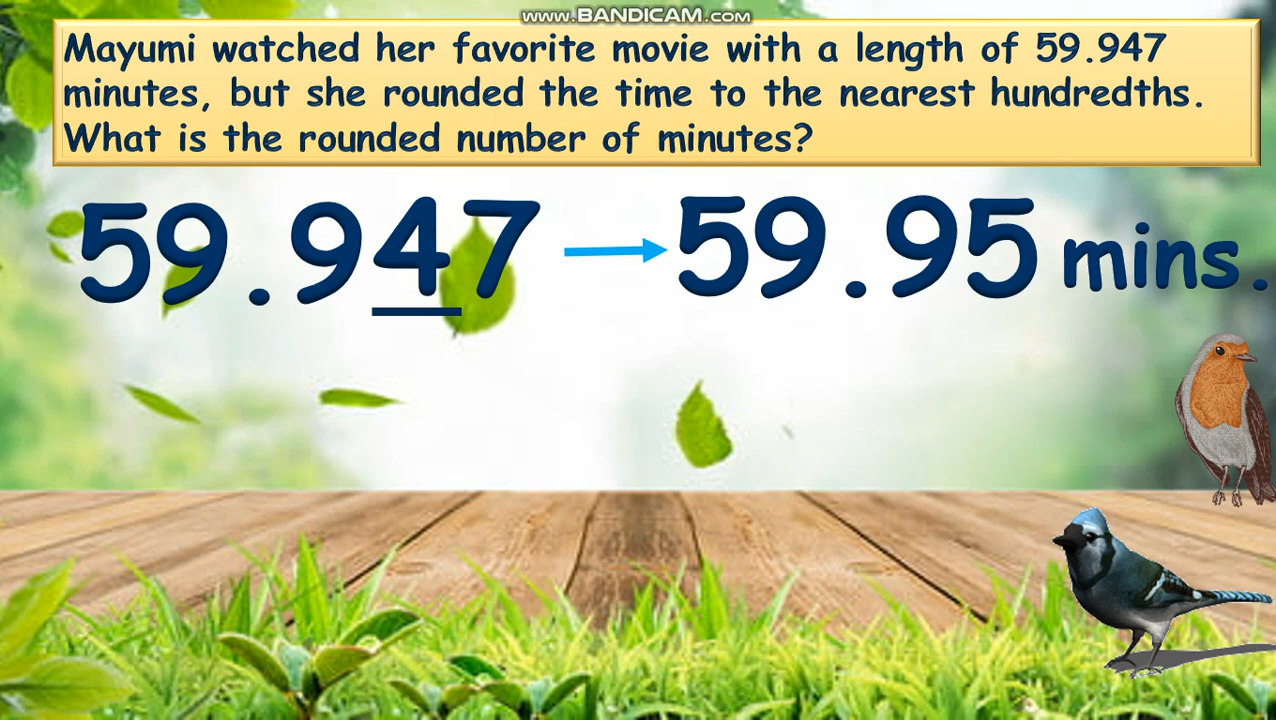 www.BANDICAM.com
Mayumi watched her favorite movie with a length of 59.947
minutes, but she rounded the time to the nearest hundredths.
What is the rounded number of minutes?
59.947 → 59.95 mins.